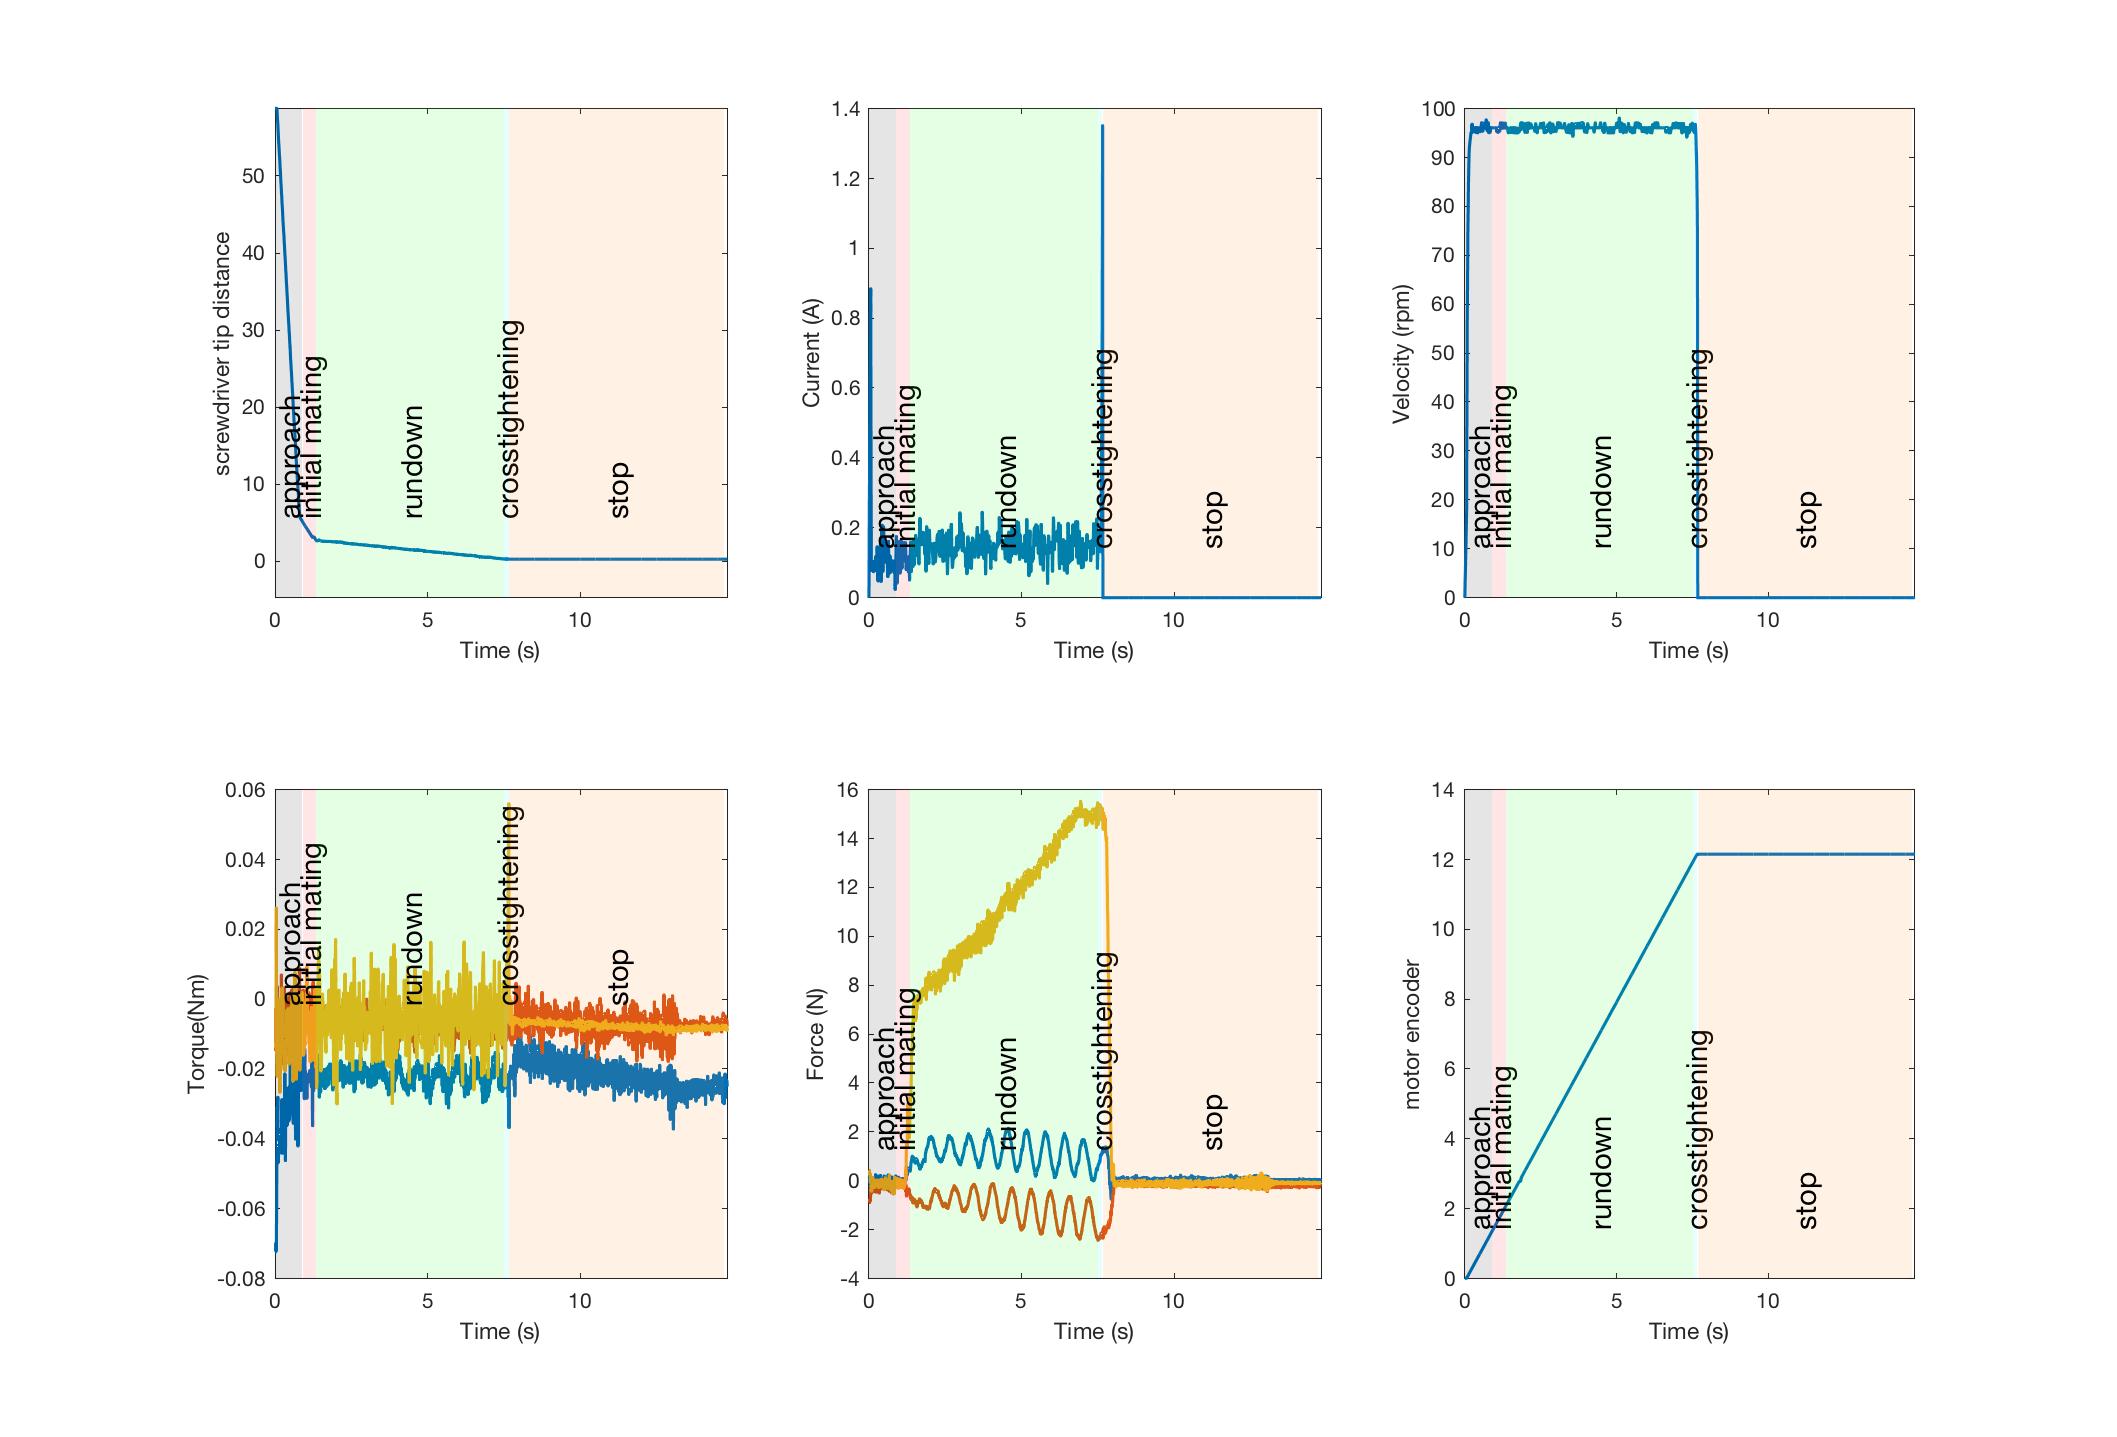 screwdriver tip distance
50
40
30
20
10
0
approach
initial mating
rundown
crosstightening
stop
0 5 10
Time (s)
Current (A)
1.4
1.2
1
0.8
0.6
0.4
0.2
0
approach
initial mating
rundown
crosstightening
stop
0 5 10
Time (s)
Velocity (rpm)
100
90
80
70
60
50
40
30
20
10
0
approach
initial mating
rundown
crosstightening
stop
0 5 10
Time (s)
Torque(Nm)
0.06
0.04
0.02
0
-0.02
-0.04
-0.06
-0.08
approach
initial mating
rundown
crosstightening
stop
0 5 10
Time (s)
Force (N)
16
14
12
10
8
6
4
2
0
-2
-4
approach
initial mating
rundown
crosstightening
stop
0 5 10
Time (s)
motor encoder
14
12
10
8
6
4
2
0
approach
initial mating
rundown
crosstightening
stop
0 5 10
Time (s)